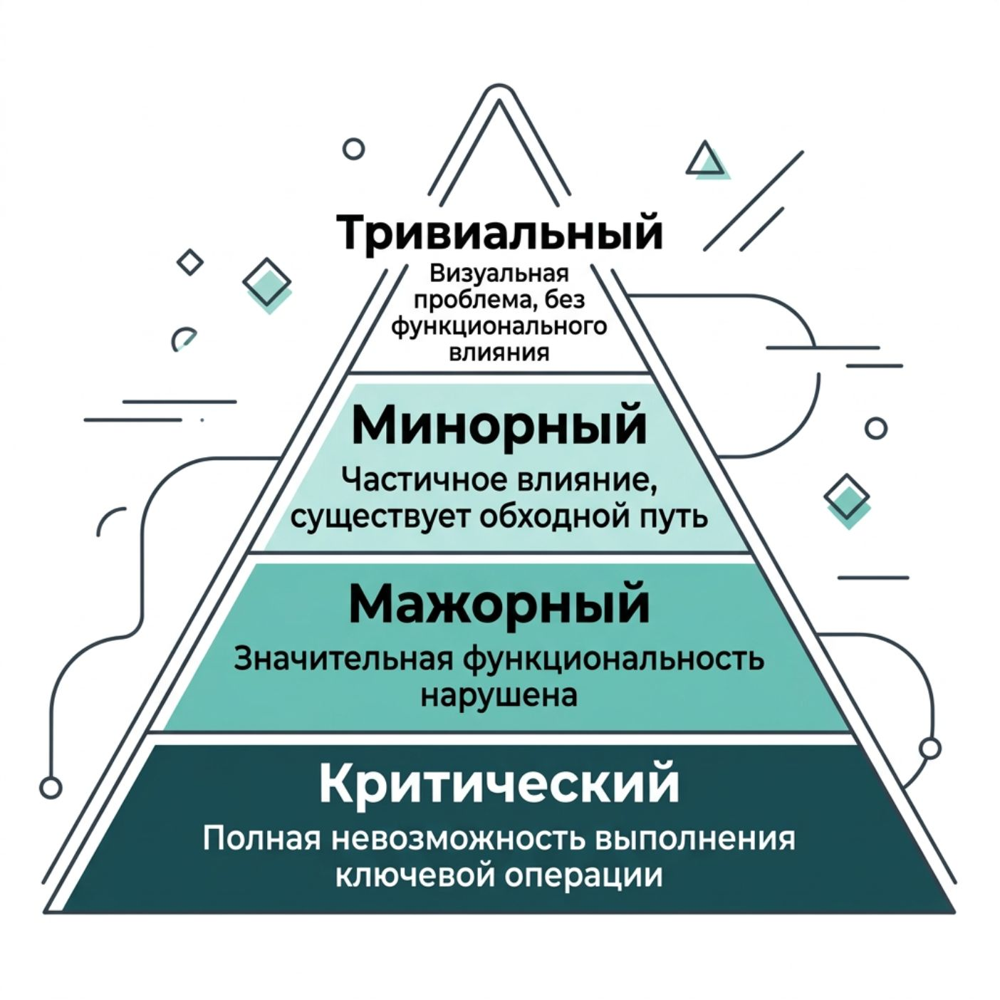 Тривиальный
Визуальная
проблема, без
функционального
влияния
Минорный
Частичное влияние,
существует обходной путь
Мажорный
Значительная функциональность
нарушена
Критический
Полная невозможность выполнения
ключевой операции